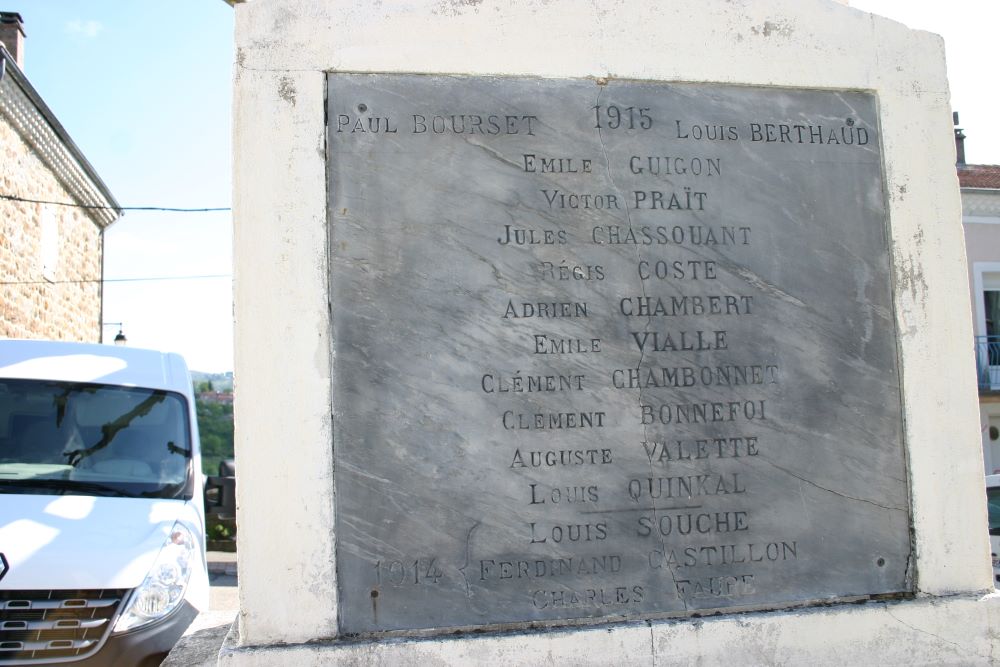 PAUL BOURSET 1915 LOUIS BERTHAUD
EMILE GUIGON
VICTOR PRAÏT
JULES CHASSOUANT
RÉGIS COSTE
ADRIEN CHAMBERT
EMILE VIALLE
CLÉMENT CHAMBONNET
CLEMENT BONNEFOI
AUGUSTE VALETTE
LOUIS QUINKAL
LOUIS SOUCHE
1914 { FERDINAND CASTILLON
CHARLES FAURE